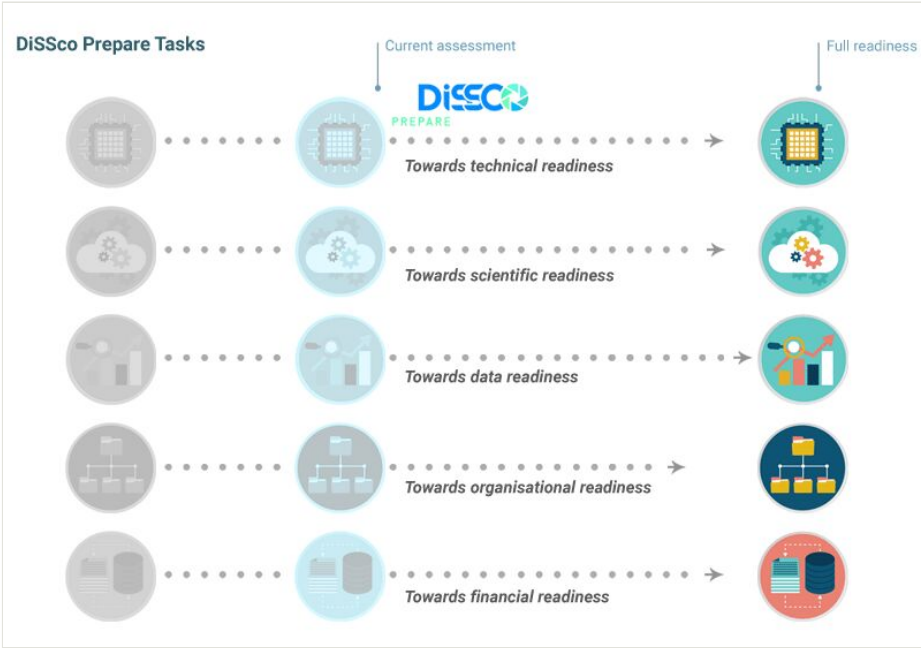 DiSSco Prepare Tasks
Current assessment
Full readiness
DiSSCo
PREPARE
Towards technical readiness
Towards scientific readiness
Towards data readiness
Towards organisational readiness
Towards financial readiness